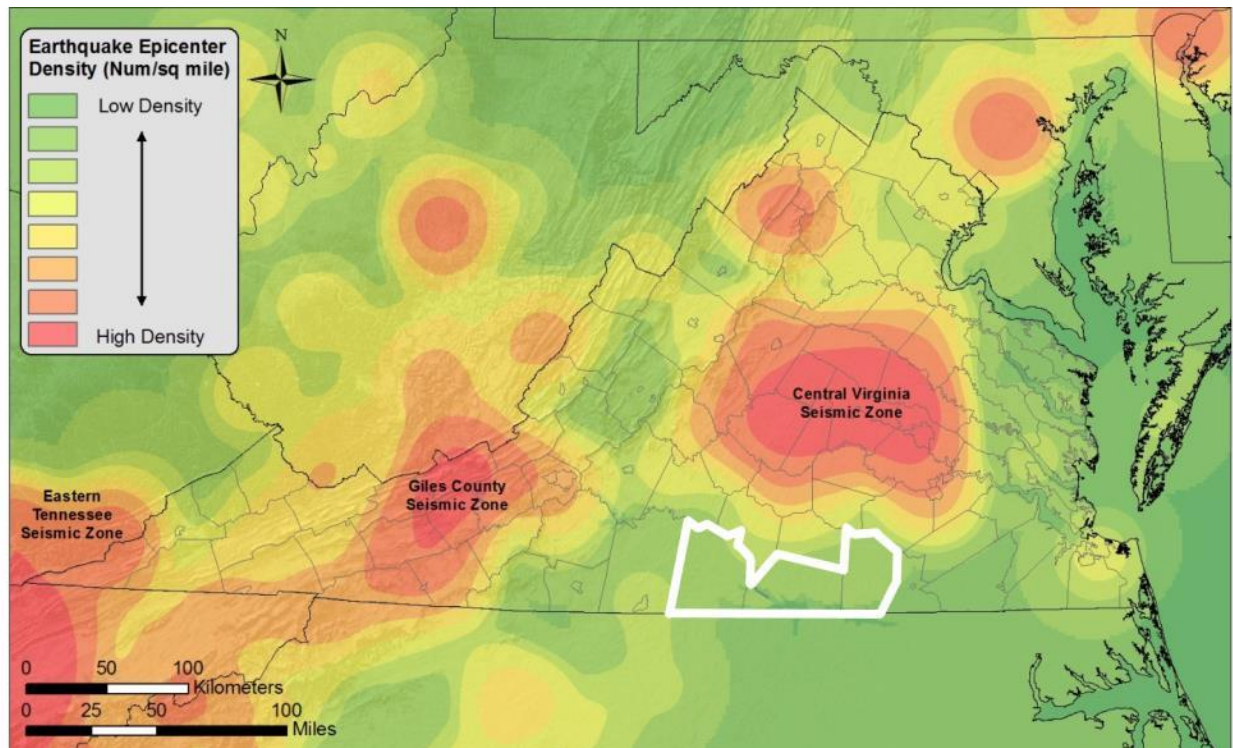 Earthquake Epicenter
Density (Num/sq mile)
Low Density
High Density
N
Central Virginia
Seismic Zone
Giles County
Seismic Zone
Eastern
Tennessee
Seismic Zone
0 50 100
Kilometers
0 25 50 100
Miles